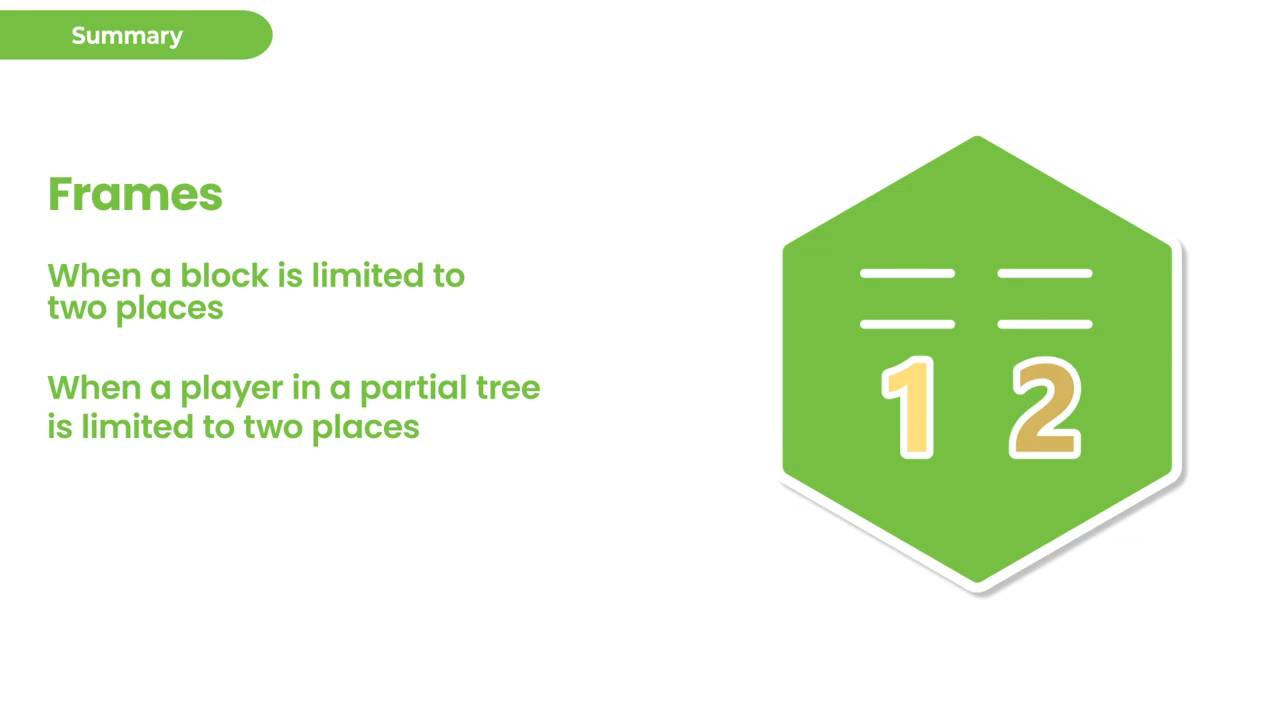 Summary
Frames
When a block is limited to
two places
When a player in a partial tree
is limited to two places
1 2